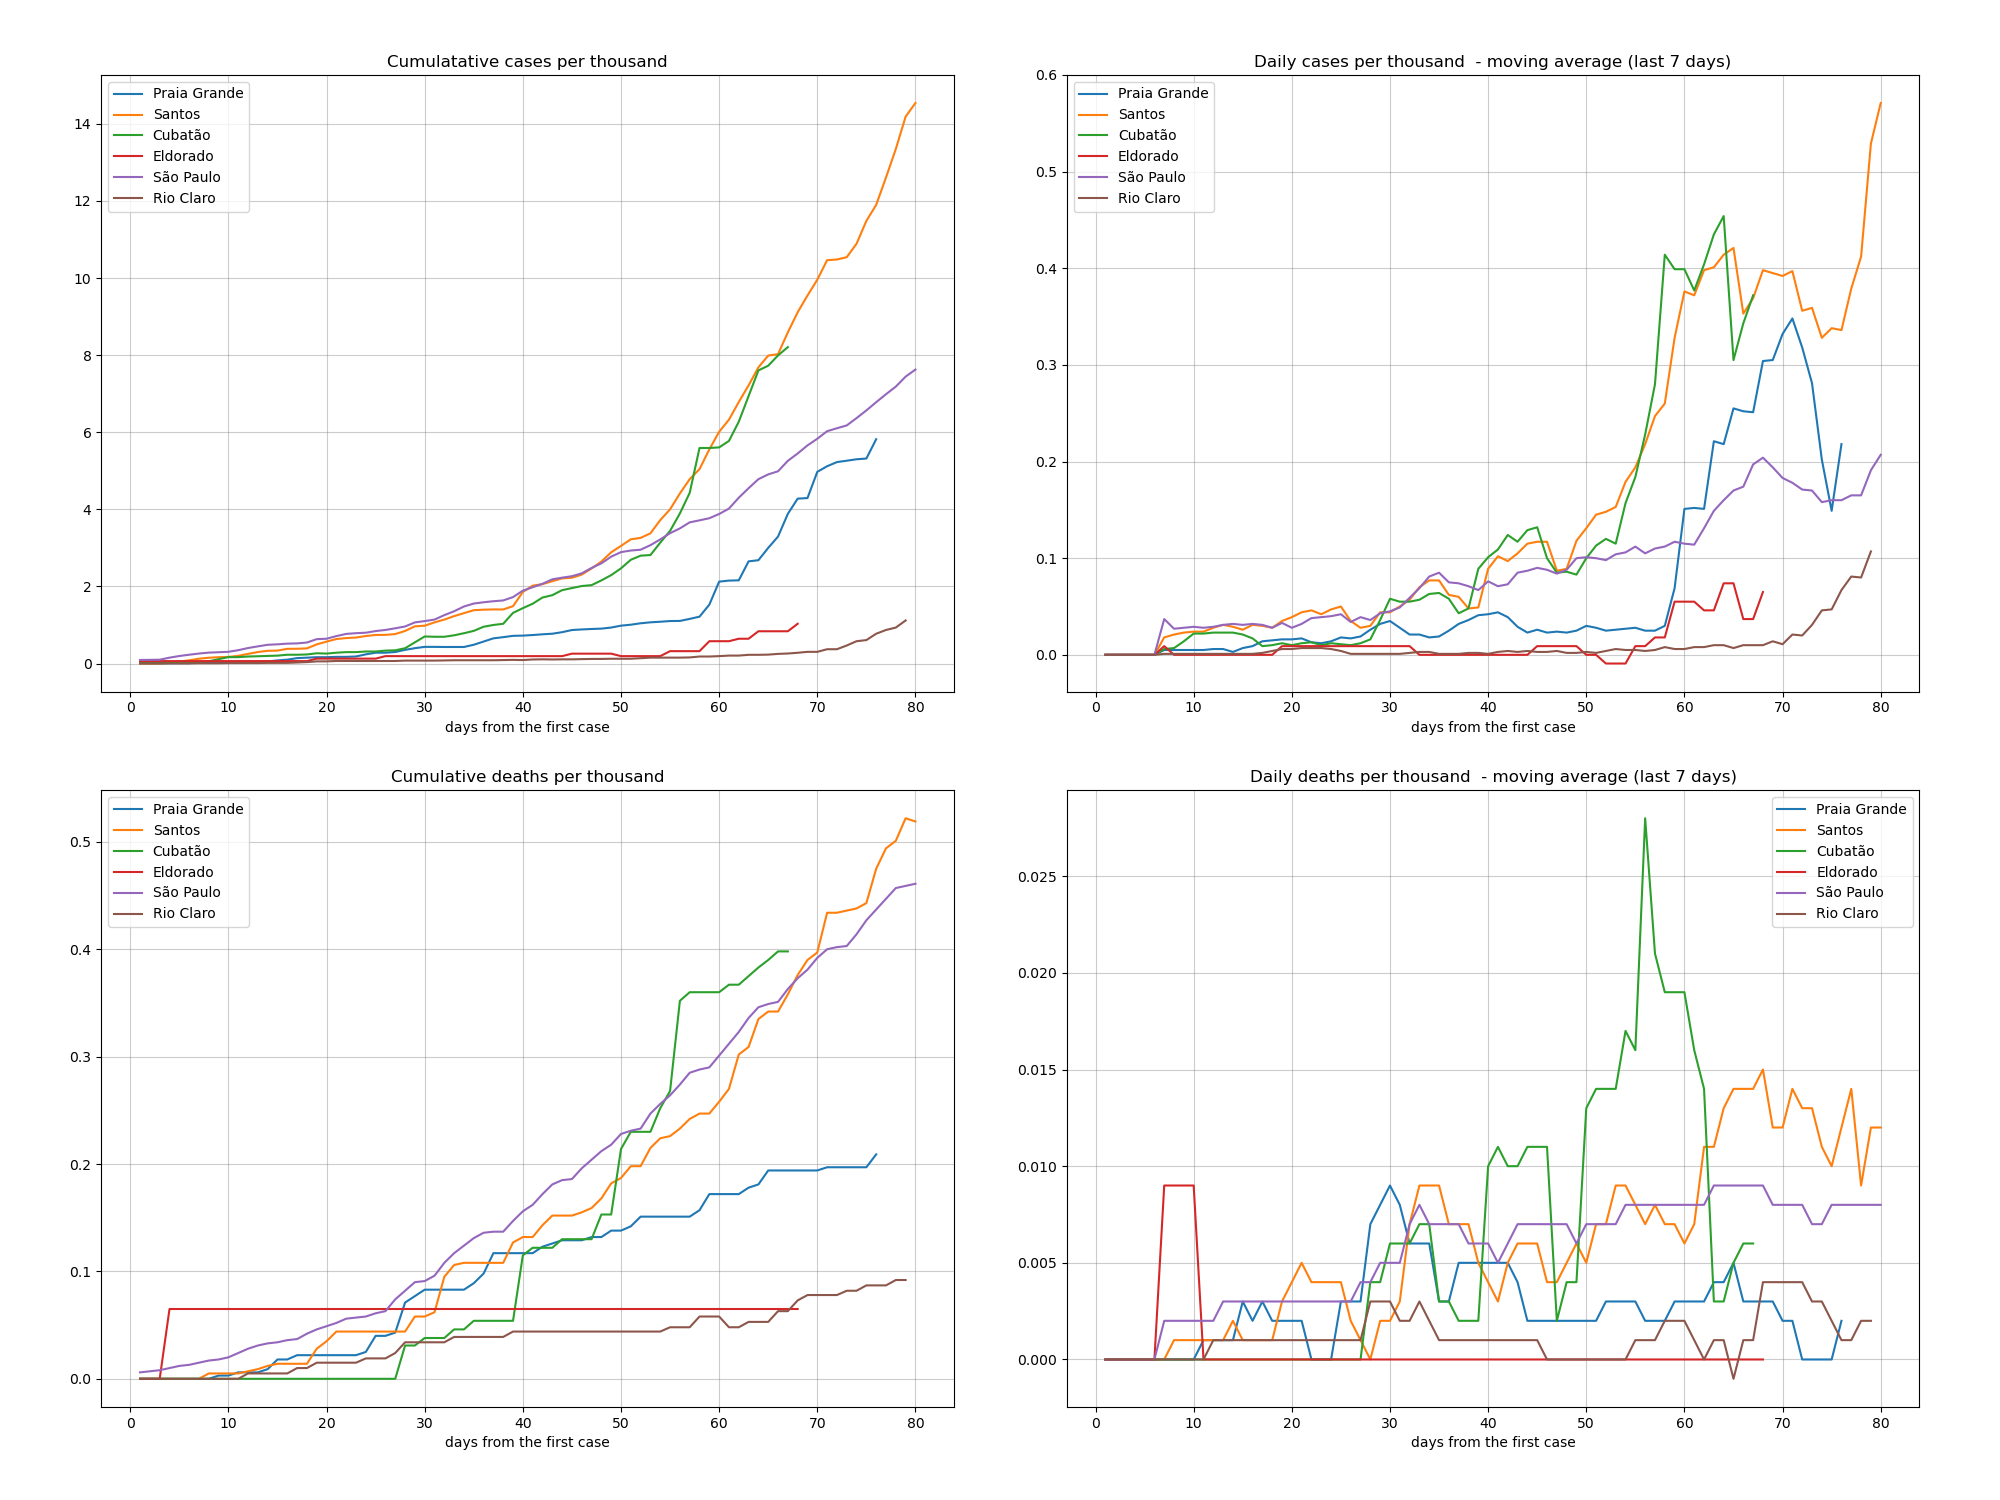 Cumulatative cases per thousand
Praia Grande
Santos
Cubatão
Eldorado
São Paulo
Rio Claro
14
12
10
8
6
4
2
0
0 10 20 30 40 50 60 70 80
days from the first case
Daily cases per thousand  - moving average (last 7 days)
Praia Grande
Santos
Cubatão
Eldorado
São Paulo
Rio Claro
0.6
0.5
0.4
0.3
0.2
0.1
0.0
0 10 20 30 40 50 60 70 80
days from the first case
Cumulative deaths per thousand
Praia Grande
Santos
Cubatão
Eldorado
São Paulo
Rio Claro
0.5
0.4
0.3
0.2
0.1
0.0
0 10 20 30 40 50 60 70 80
days from the first case
Daily deaths per thousand  - moving average (last 7 days)
Praia Grande
Santos
Cubatão
Eldorado
São Paulo
Rio Claro
0.025
0.020
0.015
0.010
0.005
0.000
0 10 20 30 40 50 60 70 80
days from the first case